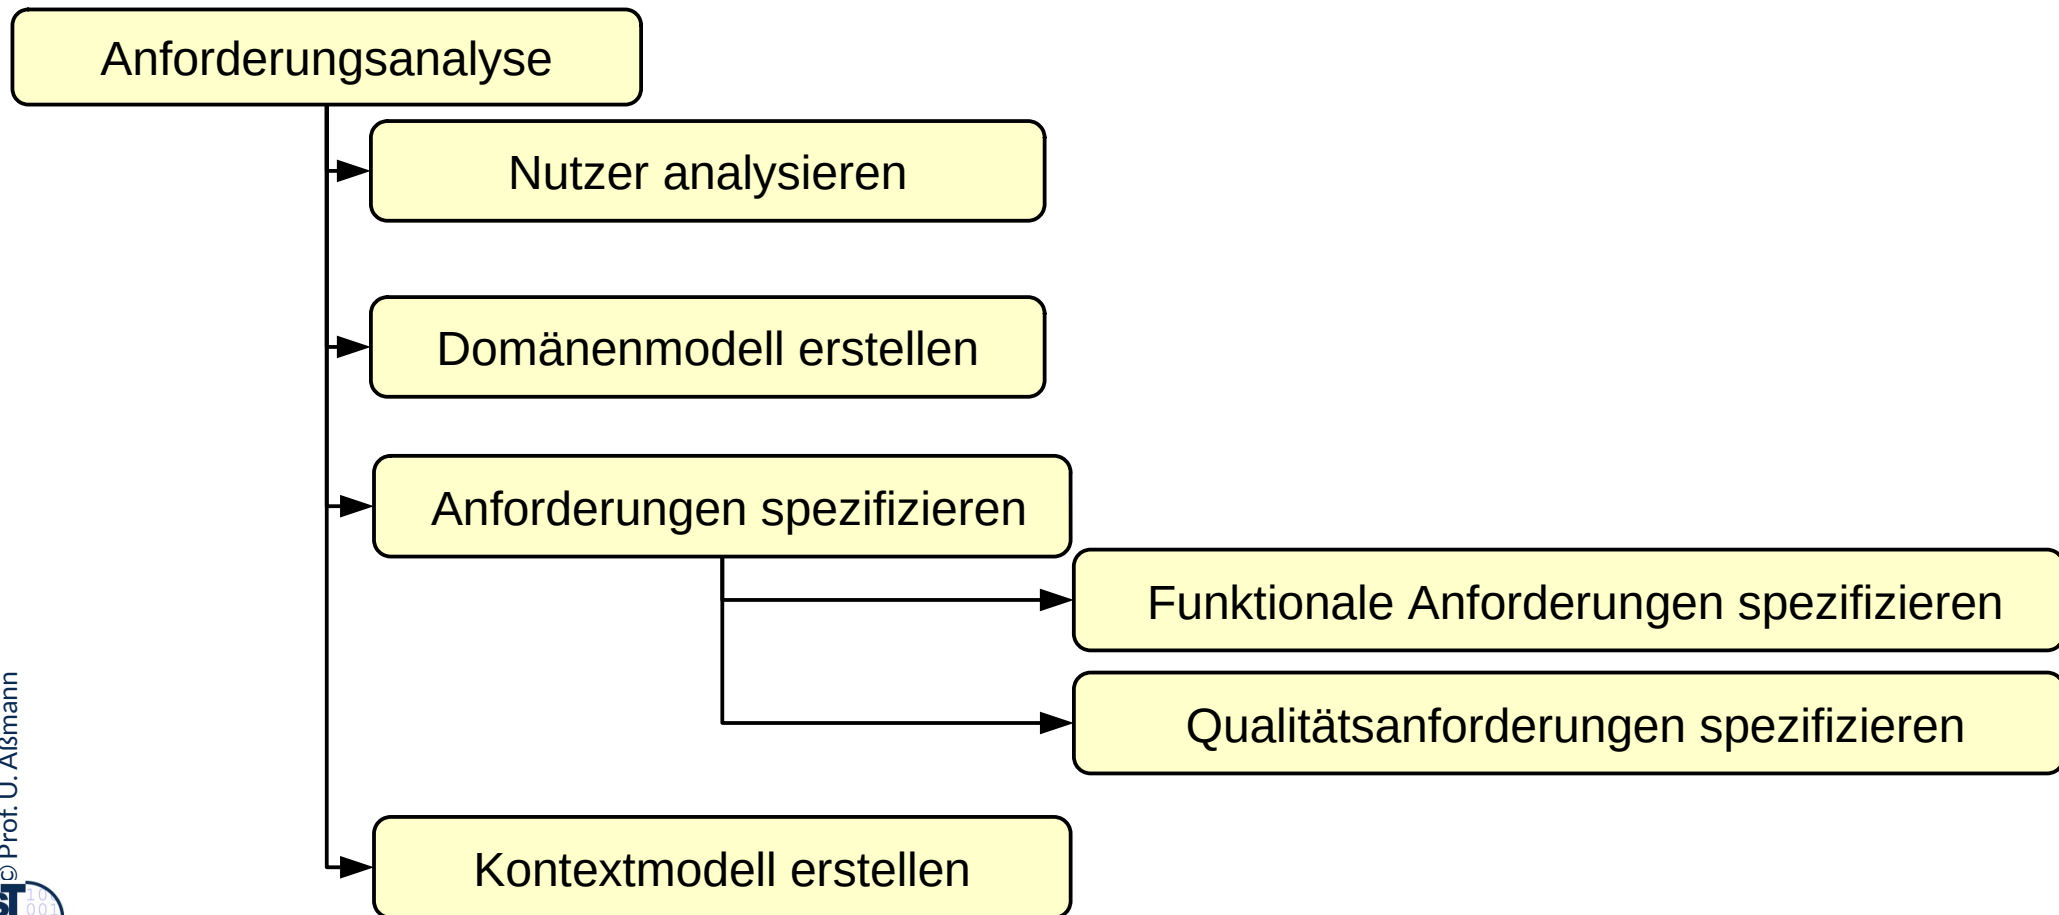 Anforderungsanalyse
Nutzer analysieren
Domänenmodell erstellen
Anforderungen spezifizieren
Funktionale Anforderungen spezifizieren
Qualitätsanforderungen spezifizieren
Kontextmodell erstellen
© Prof. U. Aßmann